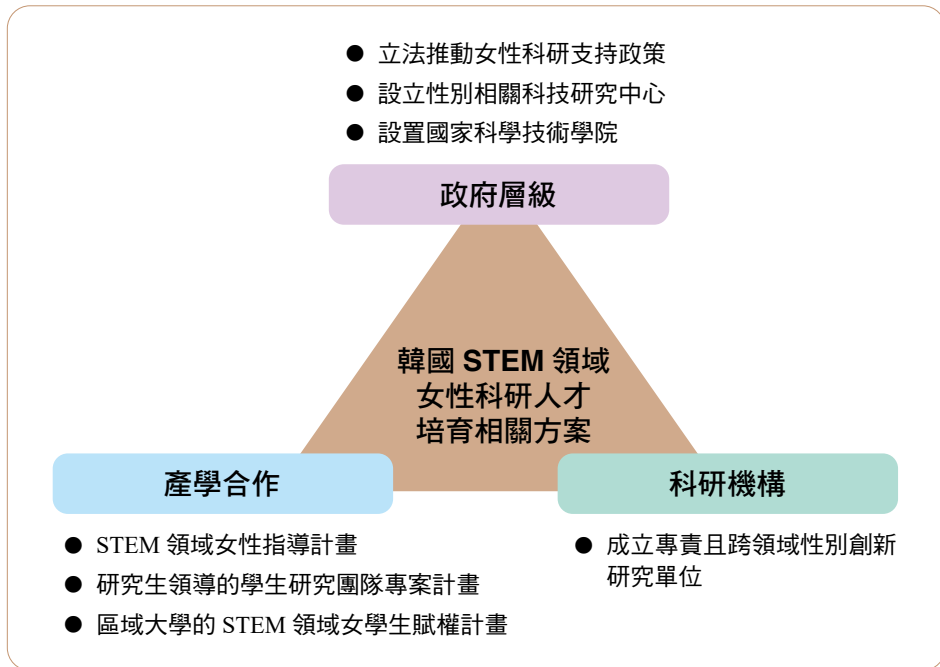 ● 立法推動女性科研支持政策
● 設立性別相關科技研究中心
● 設置國家科學技術學院
政府層級
韓國 STEM 領域
女性科研人才
培育相關方案
產學合作
● STEM 領域女性指導計畫
● 研究生領導的學生研究團隊專案計畫
● 區域大學的 STEM 領域女學生賦權計畫
科研機構
● 成立專責且跨領域性別創新
研究單位